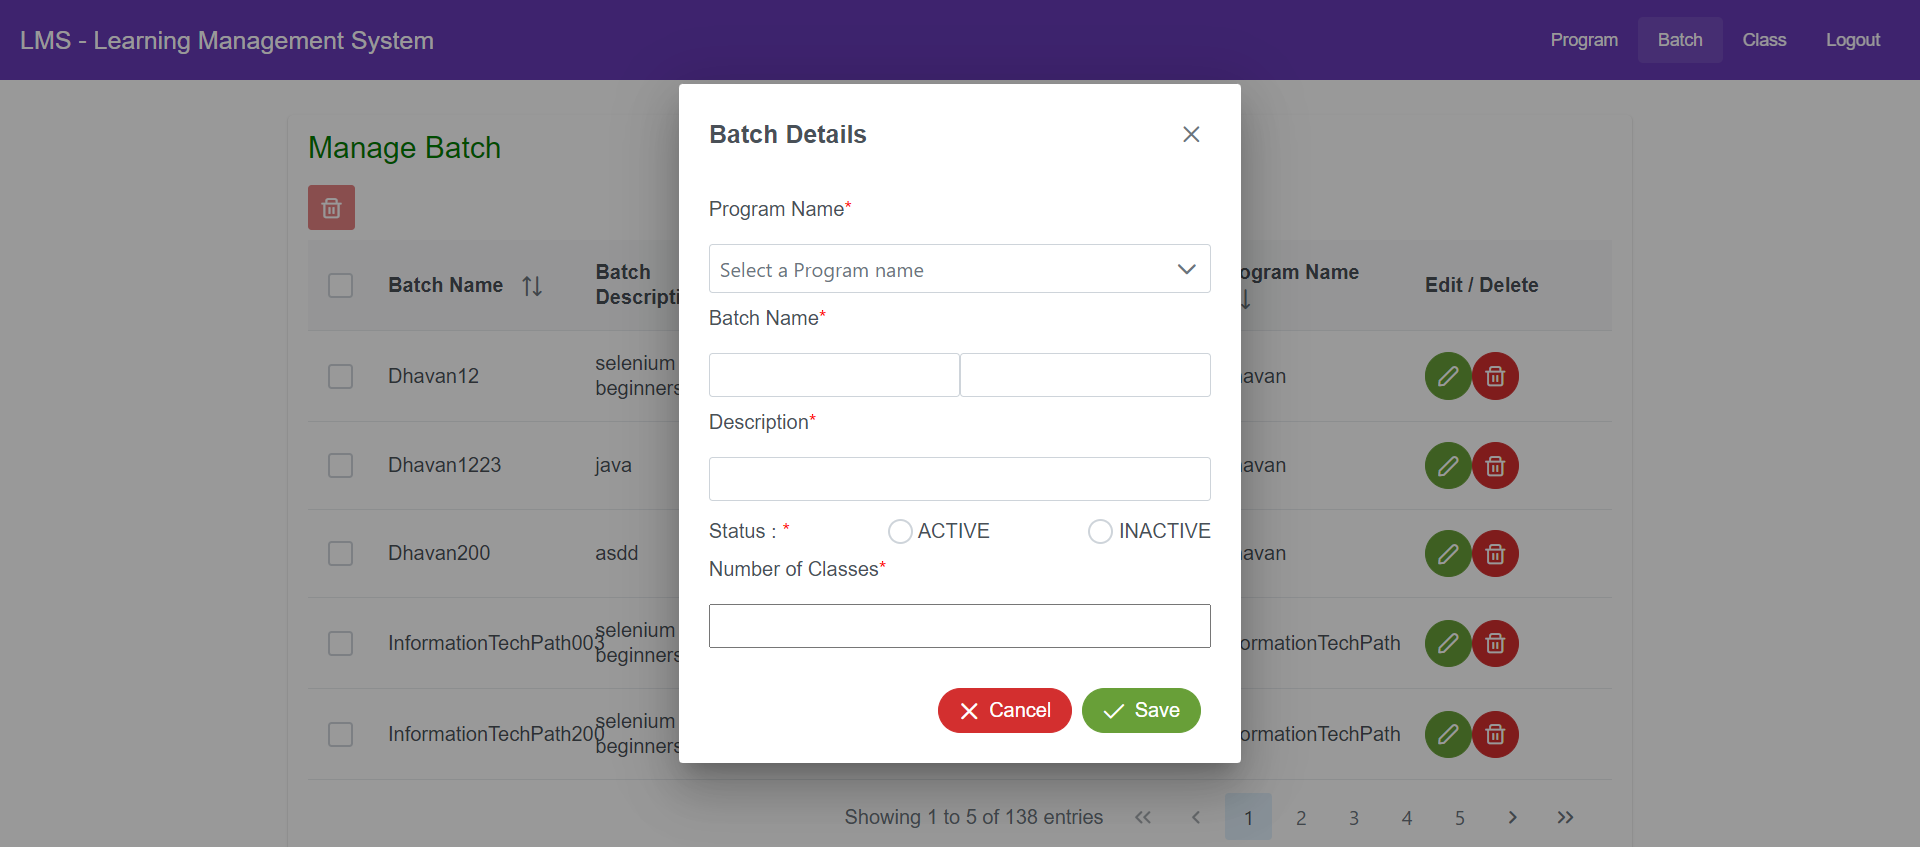 LMS - Learning Management System
Program Batch Class Logout
Manage Batch
Batch Name
Batch
Descripti
ogram Name
Edit / Delete
Dhavan12
selenium
beginners
avan
Dhavan1223
java
avan
Dhavan200
asdd
avan
InformationTechPath003
selenium
beginners
ormationTechPath
InformationTechPath200
selenium
beginners
ormationTechPath
Showing 1 to 5 of 138 entries
1 2 3 4 5
Batch Details
Program Name*
Select a Program name
Batch Name*
Description*
Status : * ACTIVE INACTIVE
Number of Classes*
Cancel Save